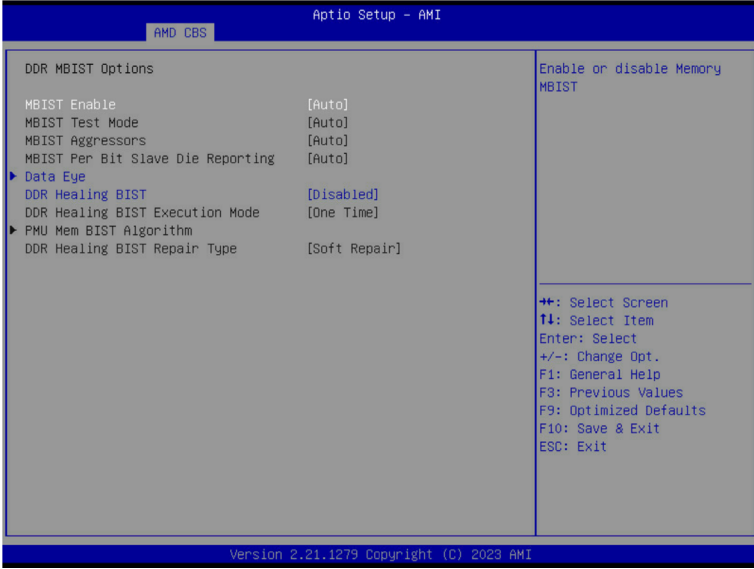 Aptio Setup - AMI
AMD CBS
DDR MBIST Options
MBIST Enable [Auto]
MBIST Test Mode [Auto]
MBIST Aggressors [Auto]
MBIST Per Bit Slave Die Reporting [Auto]
Data Eye
DDR Healing BIST [Disabled]
DDR Healing BIST Execution Mode [One Time]
PMU Mem BIST Algorithm
DDR Healing BIST Repair Type [Soft Repair]
Enable or disable Memory
MBIST
→←: Select Screen
↑↓: Select Item
Enter: Select
+/-: Change Opt.
F1: General Help
F3: Previous Values
F9: Optimized Defaults
F10: Save & Exit
ESC: Exit
Version 2.21.1279 Copyright (C) 2023 AMI